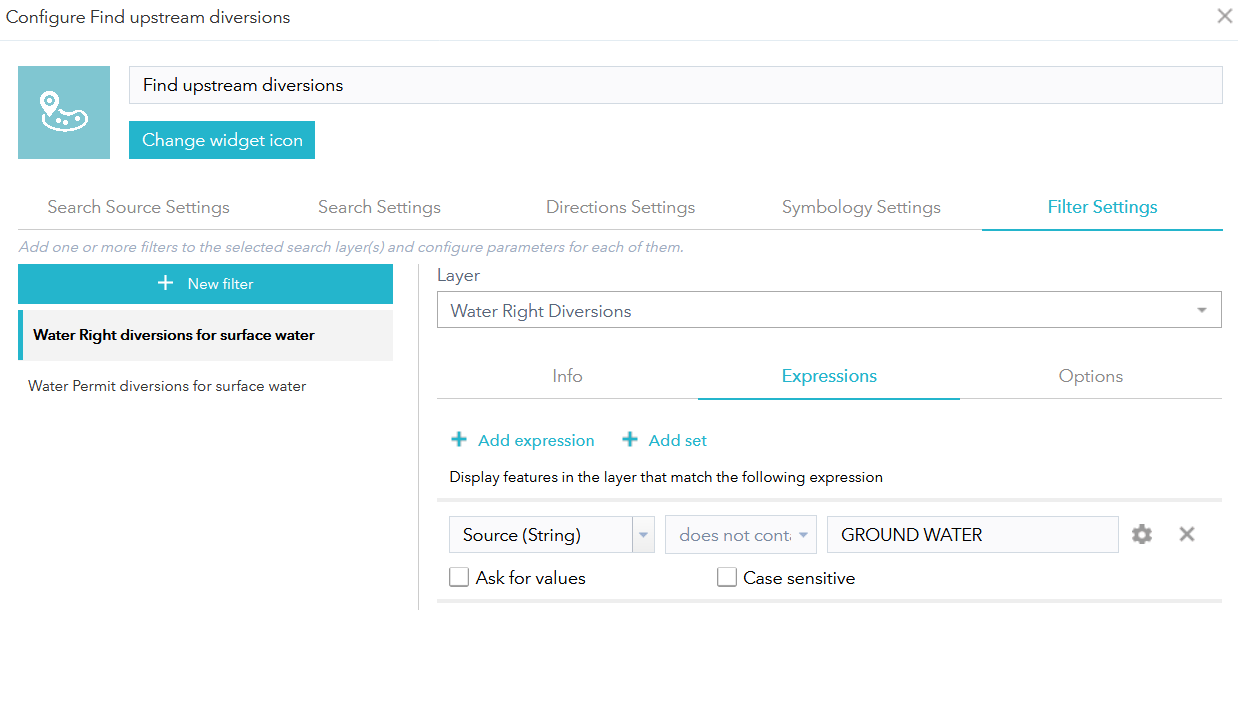 Configure Find upstream diversions
Find upstream diversions
Change widget icon
Search Source Settings
Search Settings
Directions Settings
Symbology Settings
Filter Settings
Add one or more filters to the selected search layer(s) and configure parameters for each of them.
New filter
Water Right diversions for surface water
Water Permit diversions for surface water
Layer
Water Right Diversions
Info
Expressions
Options
Add expression
Add set
Display features in the layer that match the following expression
Source (String)
does not conta
GROUND WATER
Ask for values
Case sensitive